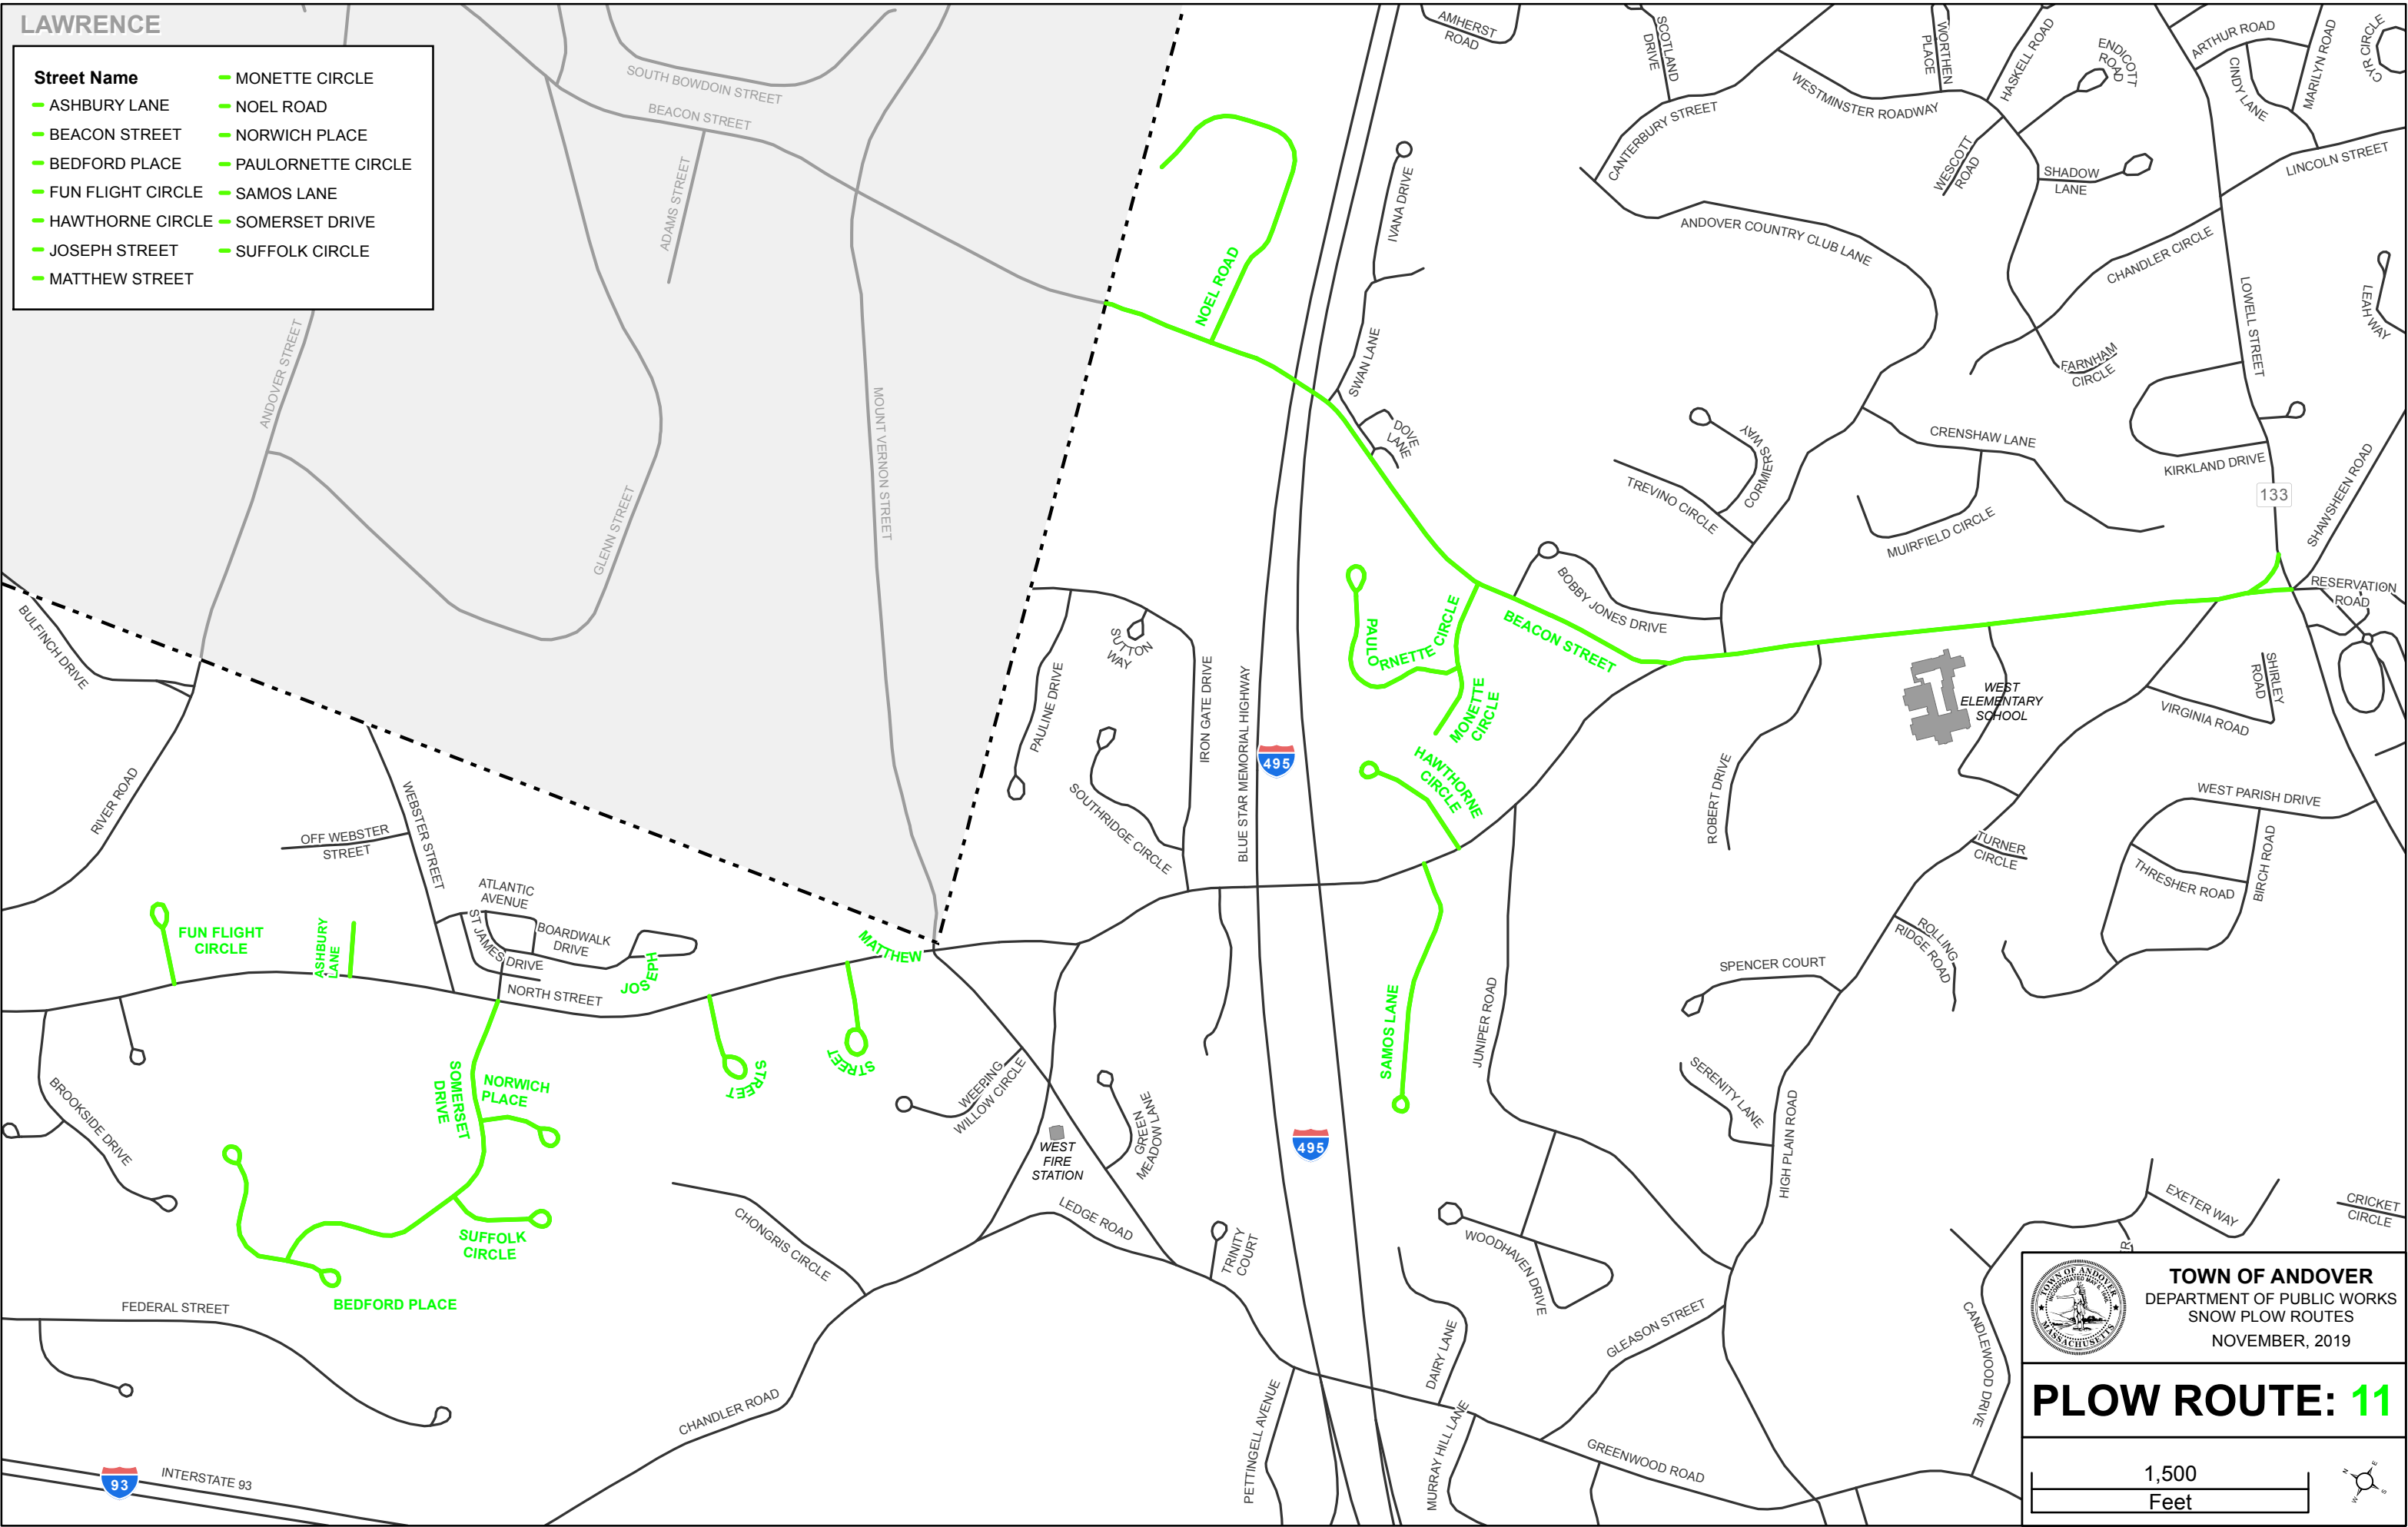 LAWRENCE
Street Name
ASHBURY LANE
BEACON STREET
BEDFORD PLACE
FUN FLIGHT CIRCLE
HAWTHORNE CIRCLE
JOSEPH STREET
MATTHEW STREET
MONETTE CIRCLE
NOEL ROAD
NORWICH PLACE
PAULORNETTE CIRCLE
SAMOS LANE
SOMERSET DRIVE
SUFFOLK CIRCLE
SOUTH BOWDOIN STREET
BEACON STREET
ADAMS STREET
ANDOVER STREET
GLENN STREET
MOUNT VERNON STREET
AMHERST
ROAD
SCOTLAND
DRIVE
WORTHEN
PLACE
HASKELL ROAD
ENDICOTT
ROAD
ARTHUR ROAD
CINDY LANE
MARILYN ROAD
CYR CIRCLE
WESTMINSTER ROADWAY
CANTERBURY STREET
WESCOTT
ROAD
SHADOW
LANE
LINCOLN STREET
IVANA DRIVE
ANDOVER COUNTRY CLUB LANE
CHANDLER CIRCLE
LOWELL STREET
LEAH WAY
NOEL ROAD
SWAN LANE
DOVE
LANE
FARNHAM
CIRCLE
CORMIERS WAY
CRENSHAW LANE
KIRKLAND DRIVE
TREVINO CIRCLE
MUIRFIELD CIRCLE
133
SHAWSHEEN ROAD
BOBBY JONES DRIVE
RESERVATION
ROAD
BULFINCH DRIVE
SUTTON
WAY
PAULINE DRIVE
IRON GATE DRIVE
BLUE STAR MEMORIAL HIGHWAY
PAULO
RNETTE
CIRCLE
BEACON STREET
MONETTE
CIRCLE
WEST
ELEMENTARY
SCHOOL
SHIRLEY
ROAD
VIRGINIA ROAD
495
HAWTHORNE
CIRCLE
ROBERT DRIVE
WEST PARISH DRIVE
RIVER ROAD
OFF WEBSTER
STREET
WEBSTER STREET
SOUTHRIDGE CIRCLE
TURNER
CIRCLE
THRESHER ROAD
BIRCH ROAD
FUN FLIGHT
CIRCLE
ASHBURY
LANE
ATLANTIC
AVENUE
ST JAMES DRIVE
BOARDWALK
DRIVE
NORTH STREET
JOSEPH
STREET
MATTHEW
STREET
ROLLING
RIDGE ROAD
SPENCER COURT
SAMOS LANE
JUNIPER ROAD
BROOKSIDE DRIVE
SOMERSET
DRIVE
NORWICH
PLACE
WEEPING
WILLOW CIRCLE
GREEN
MEADOW LANE
WEST
FIRE
STATION
495
SERENITY LANE
HIGH PLAIN ROAD
SUFFOLK
CIRCLE
BEDFORD PLACE
CHONGRIS CIRCLE
LEDGE ROAD
TRINITY
COURT
WOODHAVEN DRIVE
EXETER WAY
CRICKET
CIRCLE
R
FEDERAL STREET
CHANDLER ROAD
PETTINGELL AVENUE
DAIRY LANE
MURRAY HILL LANE
GLEASON STREET
GREENWOOD ROAD
CANDLEWOOD DRIVE
93
INTERSTATE 93
TOWN OF ANDOVER
MASSACHUSETTS
TOWN OF ANDOVER
DEPARTMENT OF PUBLIC WORKS
SNOW PLOW ROUTES
NOVEMBER, 2019
PLOW ROUTE: 11
1,500
Feet
N
E
W
S